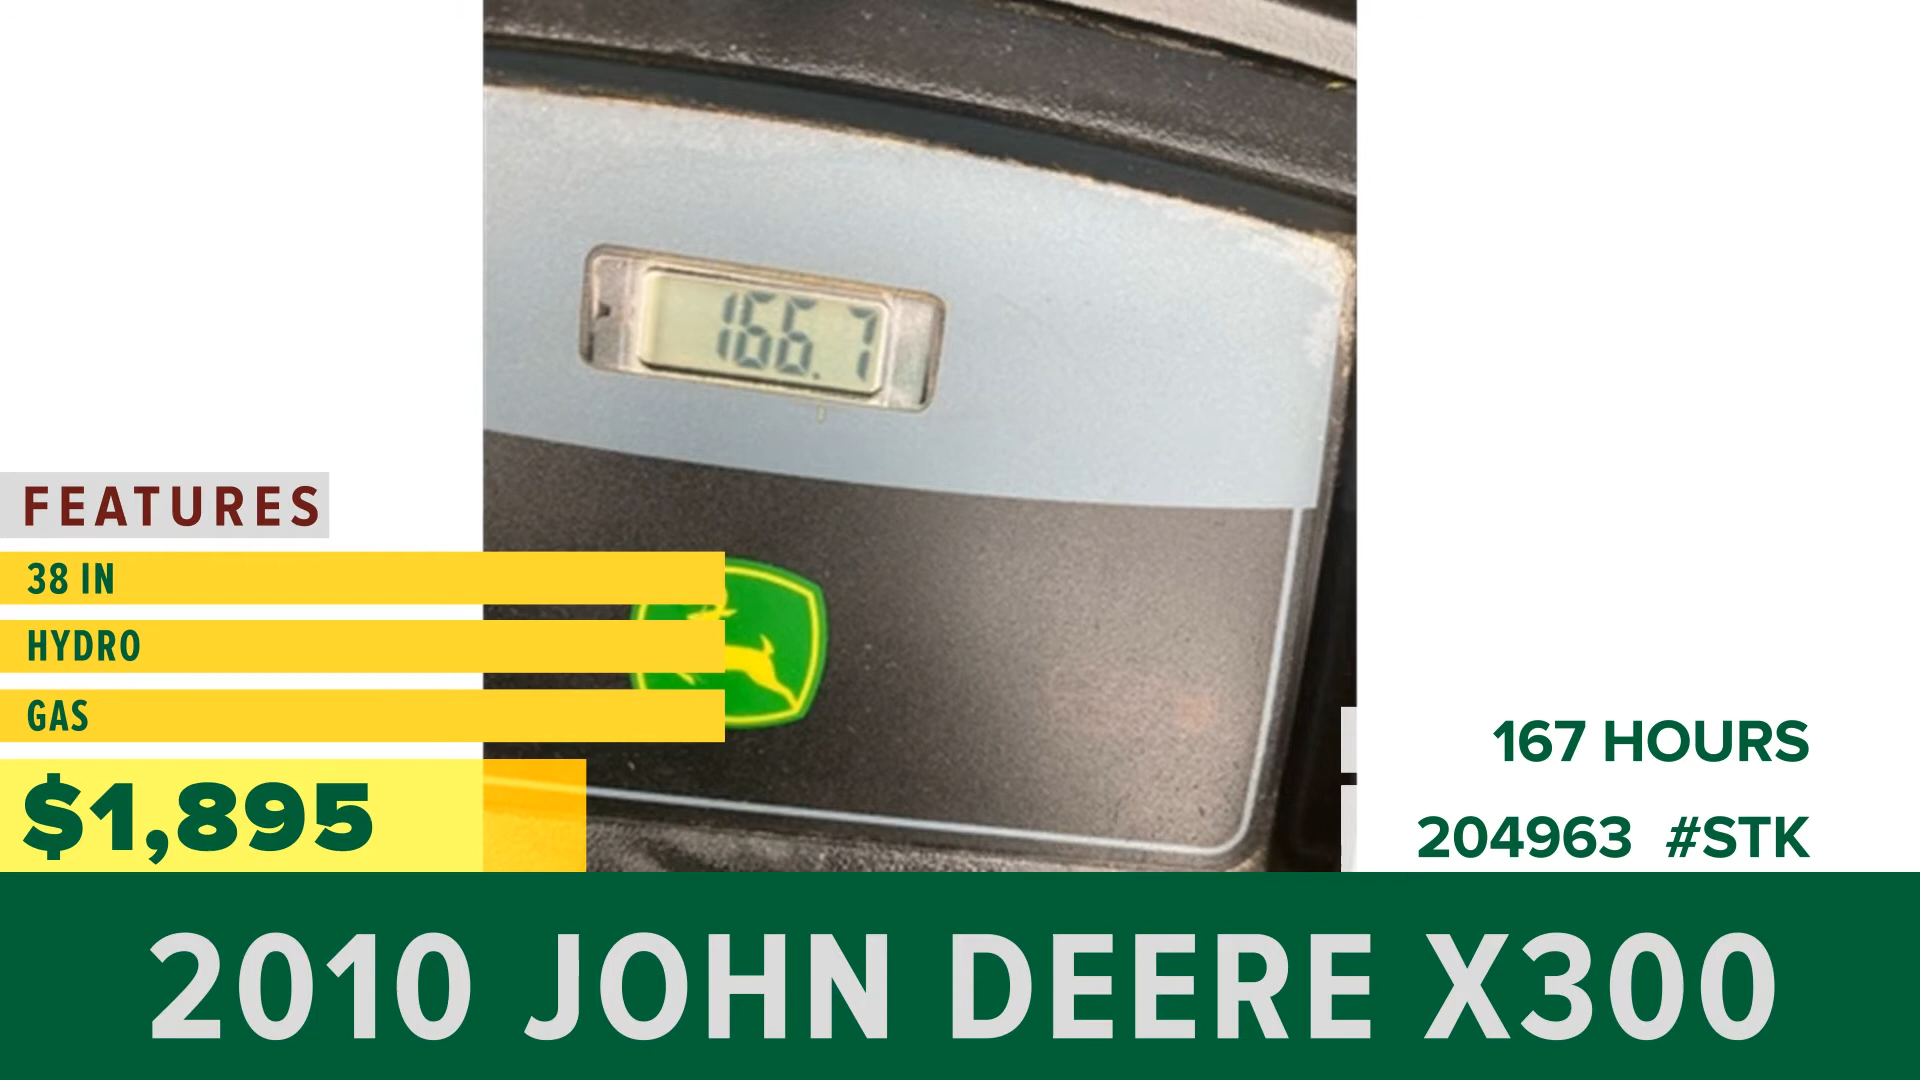 166.7
FEATURES
38 IN
HYDRO
GAS
$1,895
167 HOURS
204963 #STK
2010 JOHN DEERE X300